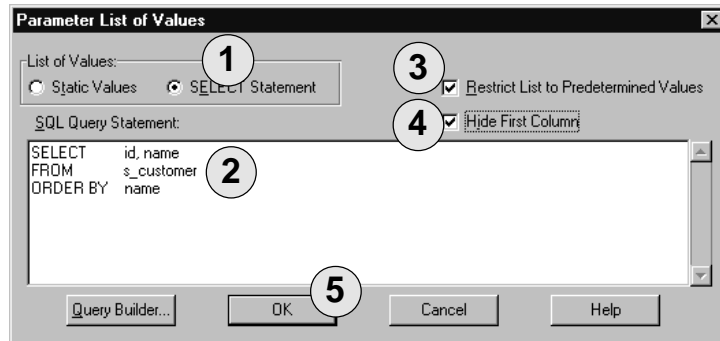 Parameter List of Values
List of Values:
1
Static Values SELECT Statement
3
Restrict List to Predetermined Values
SQL Query Statement:
4
Hide First Column
SELECT id, name
FROM s_customer
ORDER BY name
2
5
Query Builder... OK Cancel Help